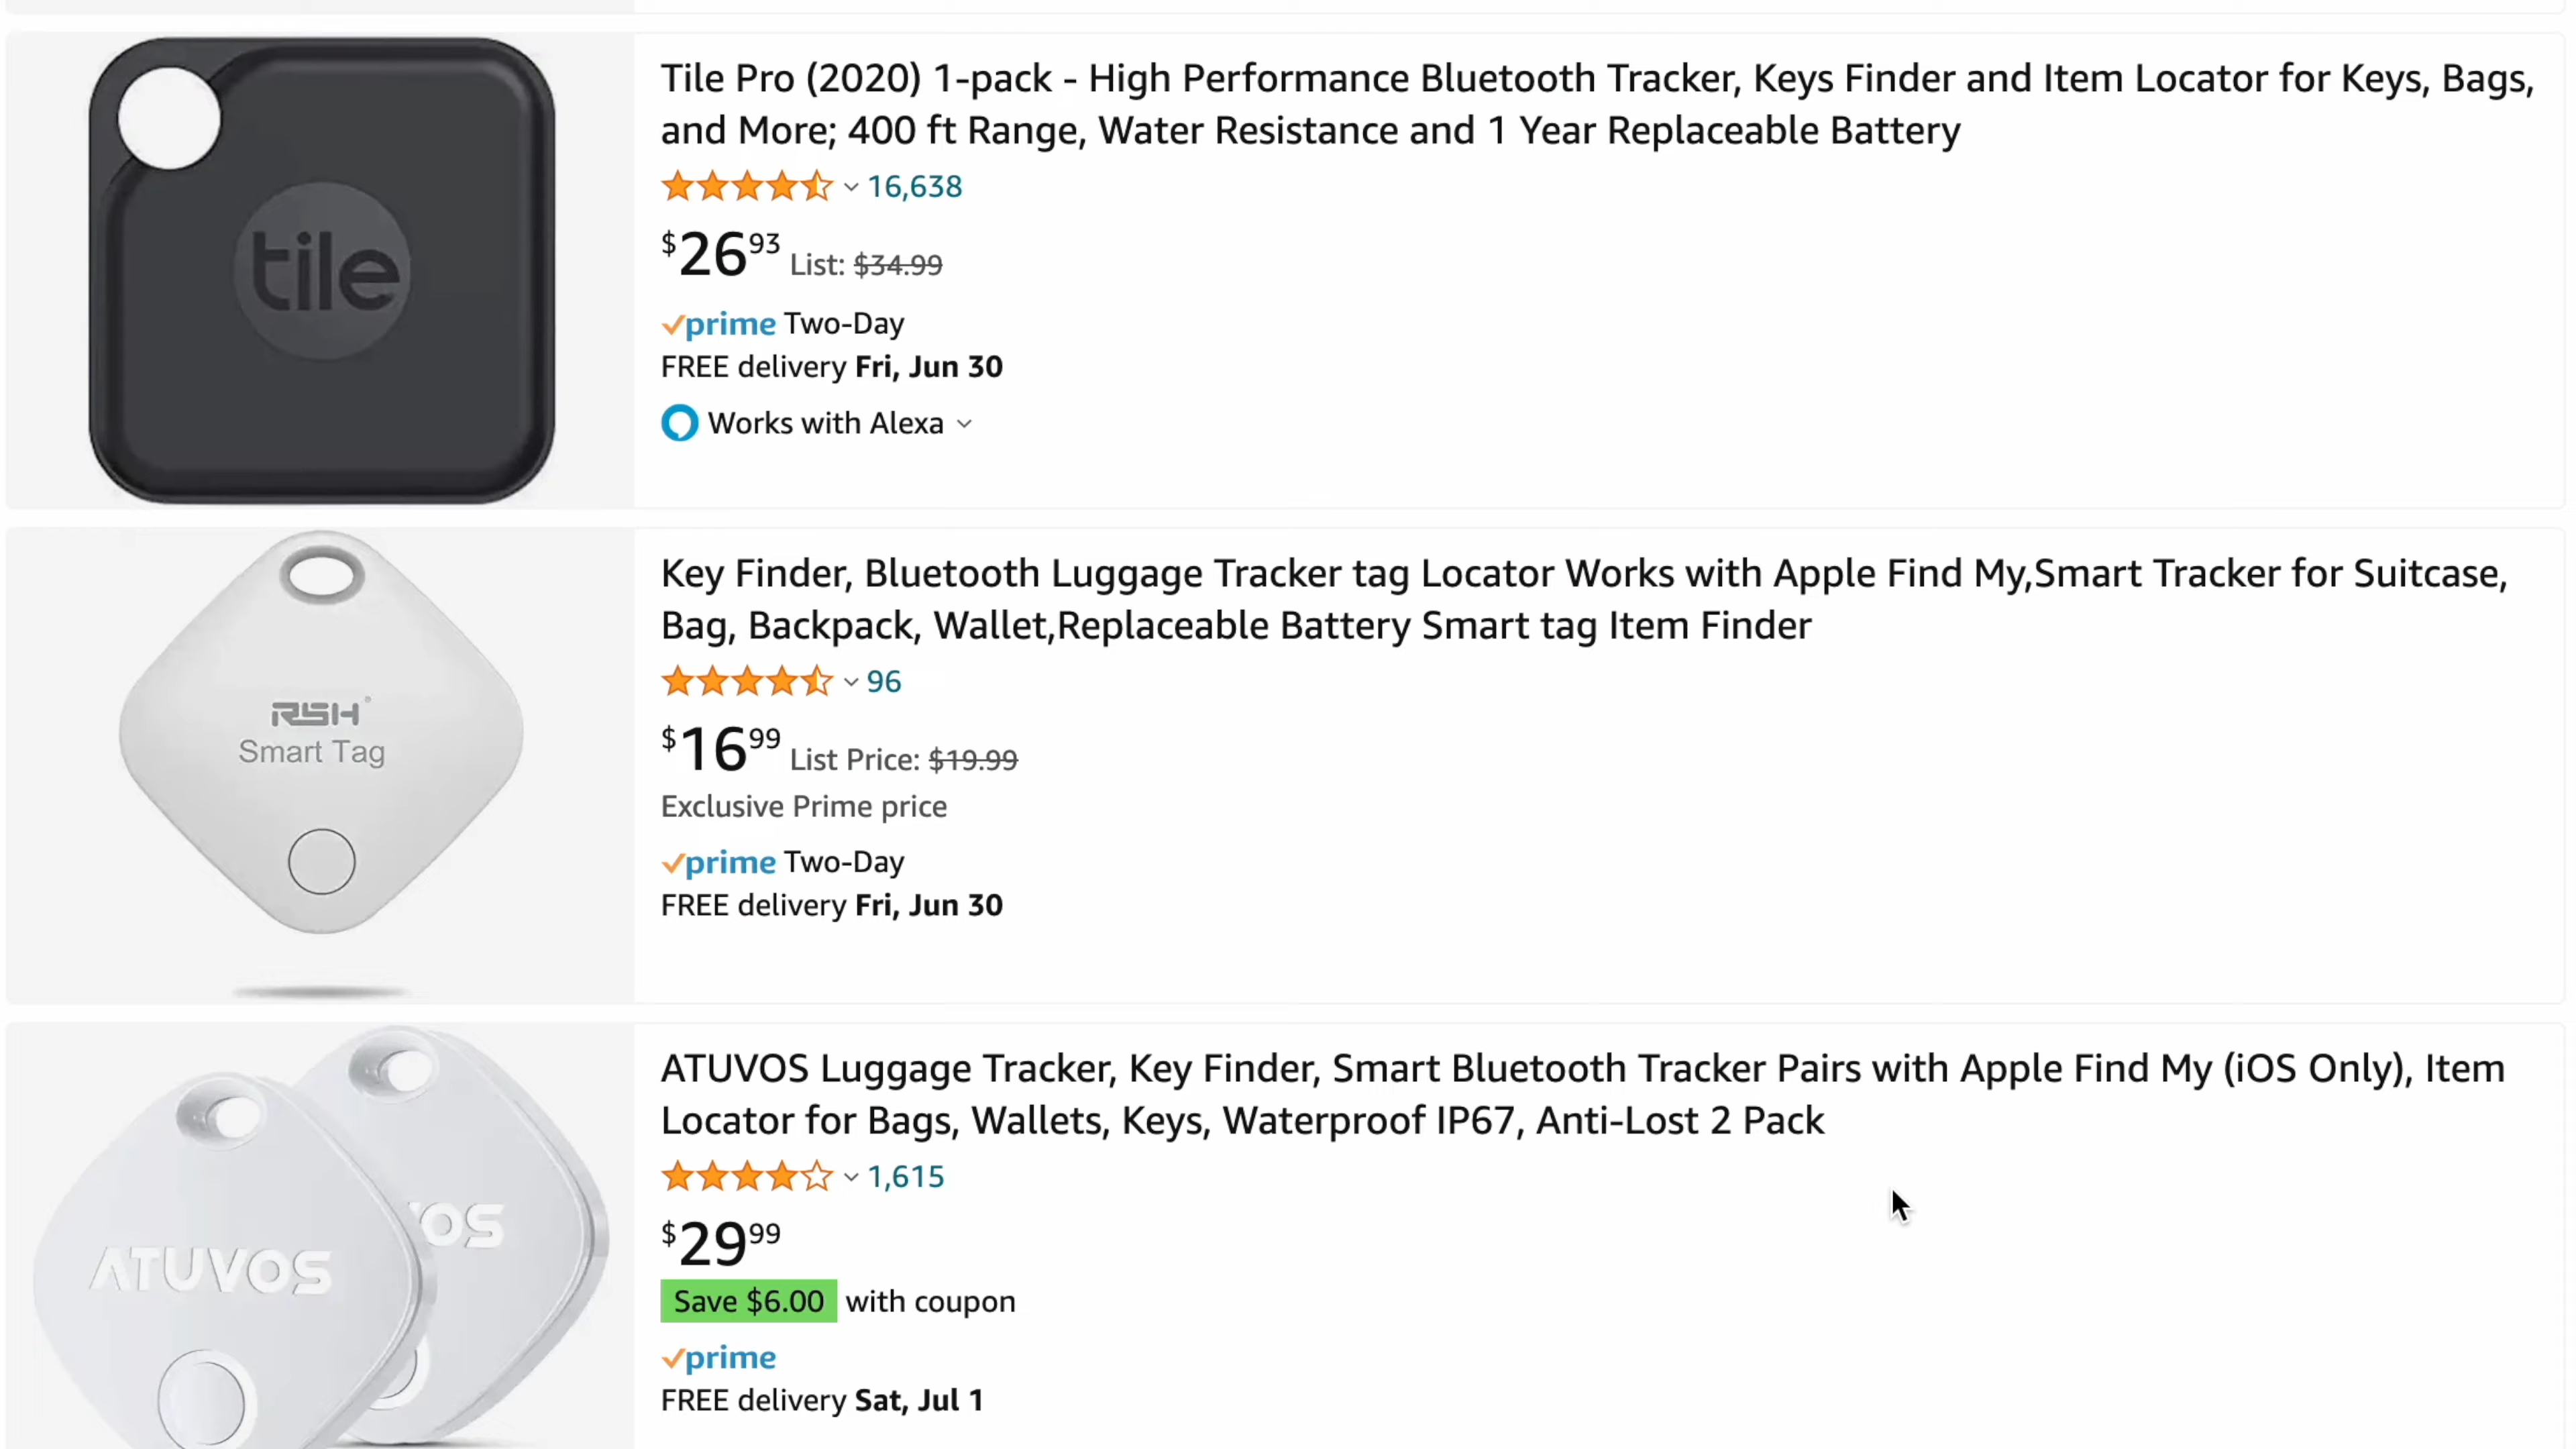 tile
Tile Pro (2020) 1-pack - High Performance Bluetooth Tracker, Keys Finder and Item Locator for Keys, Bags,
and More; 400 ft Range, Water Resistance and 1 Year Replaceable Battery
16,638
$26.93 List: $34.99
prime Two-Day
FREE delivery Fri, Jun 30
Works with Alexa
RSH®
Smart Tag
Key Finder, Bluetooth Luggage Tracker tag Locator Works with Apple Find My,Smart Tracker for Suitcase,
Bag, Backpack, Wallet,Replaceable Battery Smart tag Item Finder
96
$16.99 List Price: $19.99
Exclusive Prime price
prime Two-Day
FREE delivery Fri, Jun 30
ATUVOS
OS
ATUVOS Luggage Tracker, Key Finder, Smart Bluetooth Tracker Pairs with Apple Find My (iOS Only), Item
Locator for Bags, Wallets, Keys, Waterproof IP67, Anti-Lost 2 Pack
1,615
$29.99
Save $6.00 with coupon
prime
FREE delivery Sat, Jul 1